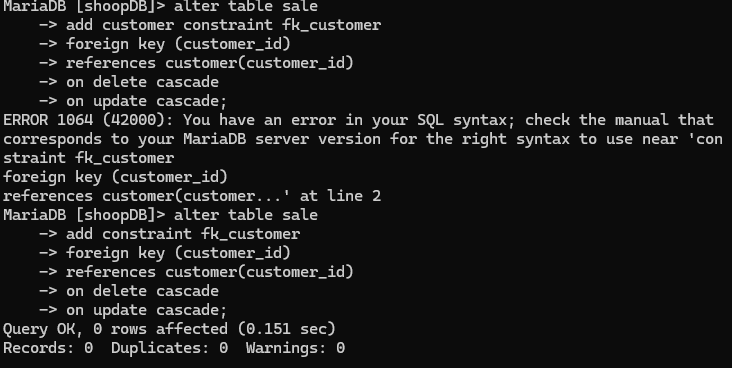 MariaDB [shoopDB]> alter table sale
    -> add customer constraint fk_customer
    -> foreign key (customer_id)
    -> references customer(customer_id)
    -> on delete cascade
    -> on update cascade;
ERROR 1064 (42000): You have an error in your SQL syntax; check the manual that
corresponds to your MariaDB server version for the right syntax to use near 'con
straint fk_customer
foreign key (customer_id)
references customer(customer...' at line 2
MariaDB [shoopDB]> alter table sale
    -> add constraint fk_customer
    -> foreign key (customer_id)
    -> references customer(customer_id)
    -> on delete cascade
    -> on update cascade;
Query OK, 0 rows affected (0.151 sec)
Records: 0  Duplicates: 0  Warnings: 0